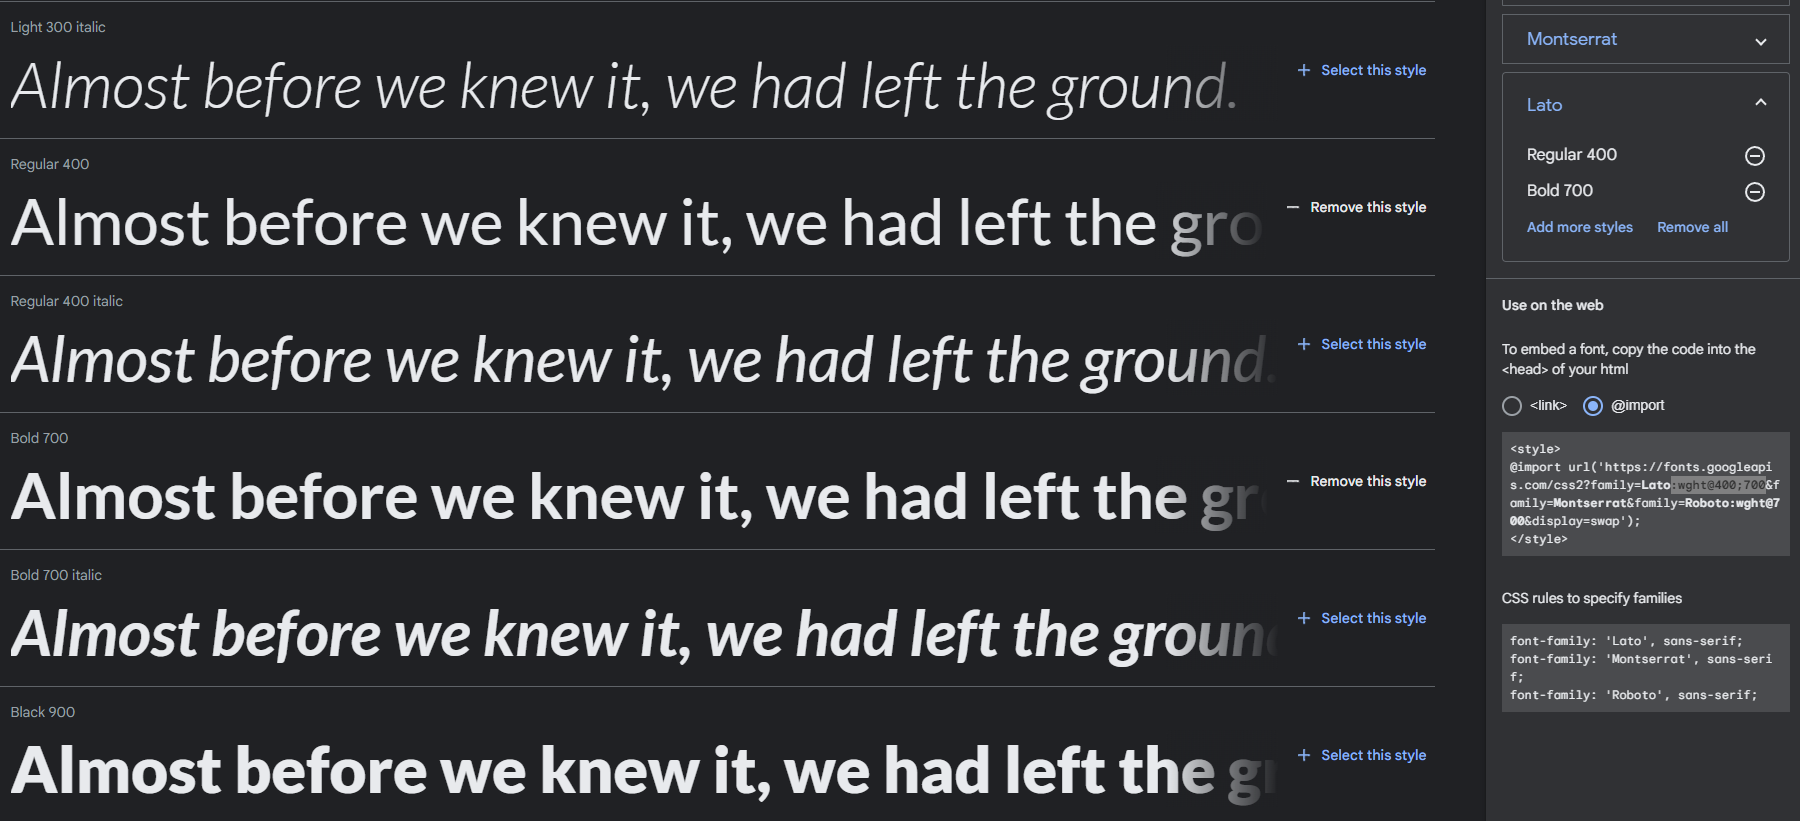 Light 300 italic
Almost before we knew it, we had left the ground.
+ Select this style
Regular 400
Almost before we knew it, we had left the gro
− Remove this style
Regular 400 italic
Almost before we knew it, we had left the ground.
+ Select this style
Bold 700
Almost before we knew it, we had left the gr
− Remove this style
Bold 700 italic
Almost before we knew it, we had left the groun
+ Select this style
Black 900
Almost before we knew it, we had left the gr
+ Select this style
Montserrat
Lato
Regular 400
Bold 700
Add more styles Remove all
Use on the web
To embed a font, copy the code into the
<head> of your html
<link> @import
<style>
@import url('https://fonts.googleapi
s.com/css2?family=Lato:wght@400;700&f
amily=Montserrat&family=Roboto:wght@7
00&display=swap');
</style>
CSS rules to specify families
font-family: 'Lato', sans-serif;
font-family: 'Montserrat', sans-seri
f;
font-family: 'Roboto', sans-serif;